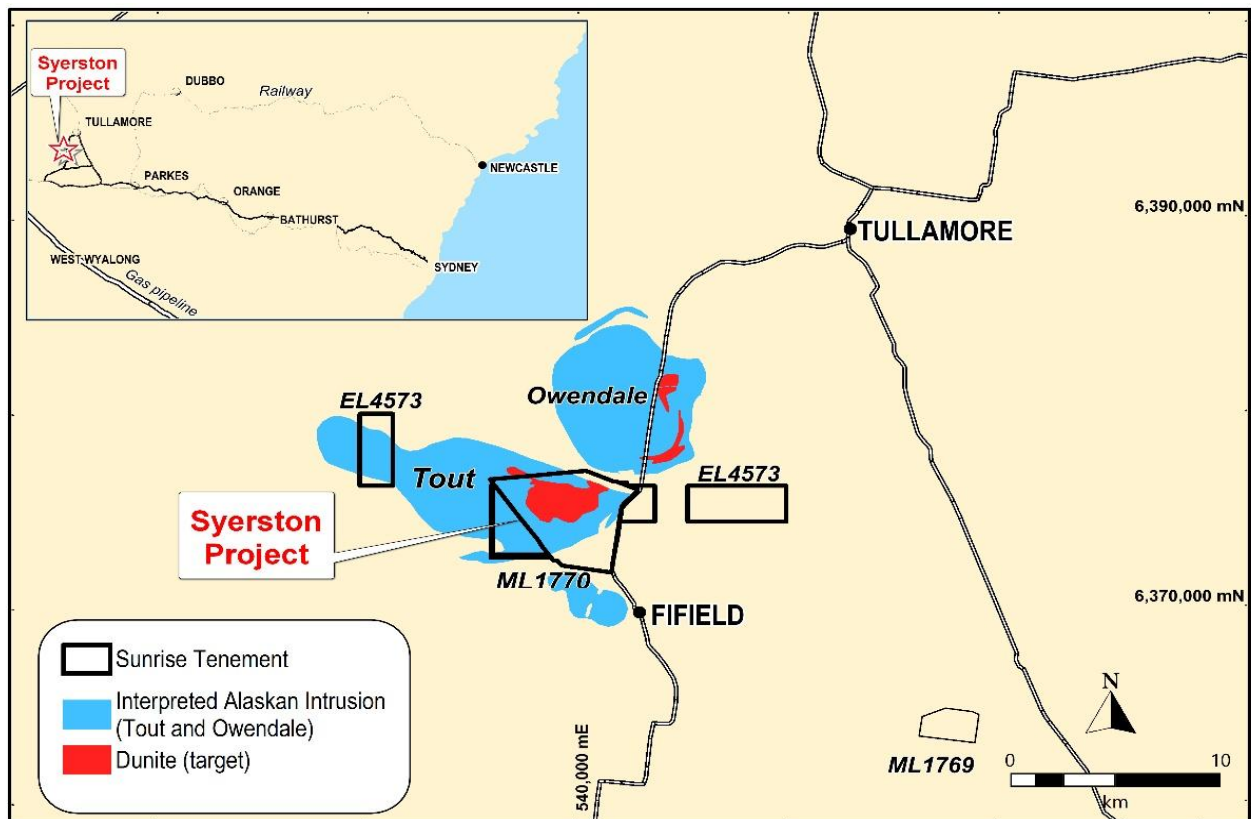 Syerston
Project
DUBBO
Railway
TULLAMORE
NEWCASTLE
PARKES
ORANGE
BATHURST
SYDNEY
WEST WYALONG
Gas pipeline
6,390,000 mN
TULLAMORE
Owendale
EL4573
Tout
EL4573
Syerston
Project
ML1770
6,370,000 mN
FIFIELD
Sunrise Tenement
Interpreted Alaskan Intrusion
(Tout and Owendale)
Dunite (target)
540,000 mE
ML1769
N
0 10
km